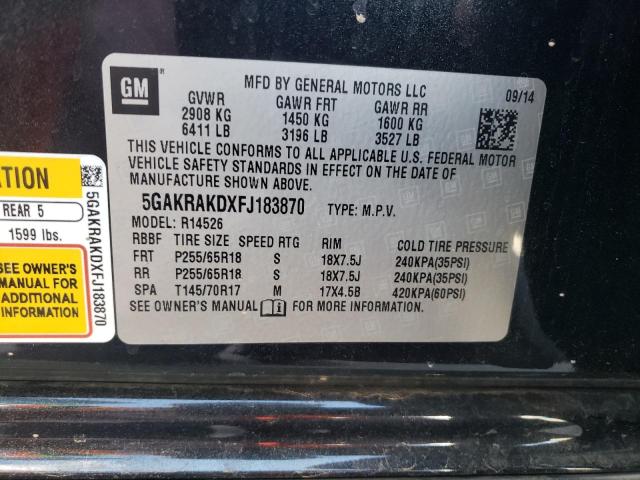 GM
MFD BY GENERAL MOTORS LLC
09/14
GVWR GAWR FRT GAWR RR
2908 KG 1450 KG 1600 KG
6411 LB 3196 LB 3527 LB
THIS VEHICLE CONFORMS TO ALL APPLICABLE U.S. FEDERAL MOTOR
VEHICLE SAFETY STANDARDS IN EFFECT ON THE DATE OF
MANUFACTURE SHOWN ABOVE.
5GAKRAKDXFJ183870 TYPE: M.P.V.
MODEL: R14526
RBBF TIRE SIZE SPEED RTG RIM COLD TIRE PRESSURE
FRT P255/65R18 S 18X7.5J 240KPA(35PSI)
RR P255/65R18 S 18X7.5J 240KPA(35PSI)
SPA T145/70R17 M 17X4.5B 420KPA(60PSI)
SEE OWNER'S MANUAL FOR MORE INFORMATION.
ATION
REAR 5
1599 lbs.
SEE OWNER'S
MANUAL FOR
ADDITIONAL
5GAKRAKDXFJ183870